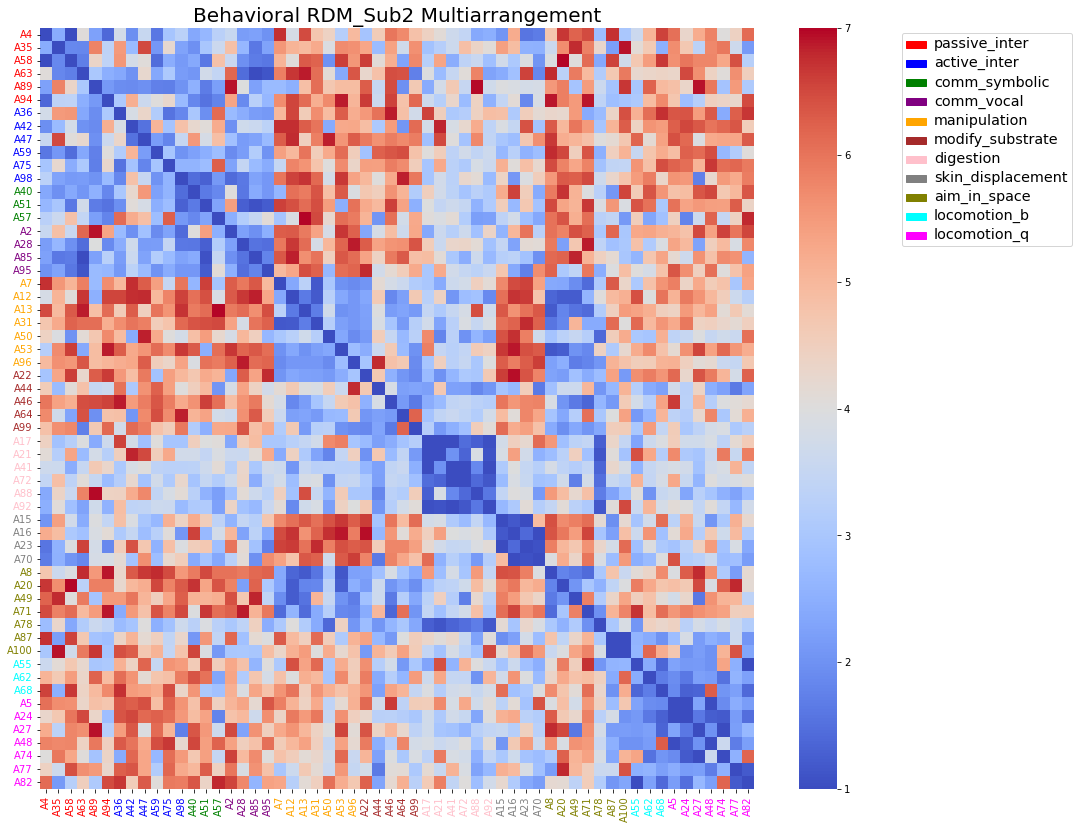 Behavioral RDM_Sub2 Multiarrangement
A4
A35
A58
A63
A89
A94
A36
A42
A47
A59
A75
A98
A40
A51
A57
A2
A28
A85
A95
A7
A12
A13
A31
A50
A53
A96
A22
A44
A46
A64
A99
A17
A21
A41
A72
A88
A92
A15
A16
A23
A70
A8
A20
A49
A71
A78
A87
A100
A55
A62
A68
A5
A24
A27
A48
A74
A77
A82
A4 A35 A58 A63 A89 A94 A36 A42 A47 A59 A75 A98 A40 A51 A57 A2 A28 A85 A95 A7 A12 A13 A31 A50 A53 A96 A22 A44 A46 A64 A99 A17 A21 A41 A72 A88 A92 A15 A16 A23 A70 A8 A20 A49 A71 A78 A87 A100 A55 A62 A68 A5 A24 A27 A48 A74 A77 A82
7
6
5
4
3
2
1
passive_inter
active_inter
comm_symbolic
comm_vocal
manipulation
modify_substrate
digestion
skin_displacement
aim_in_space
locomotion_b
locomotion_q